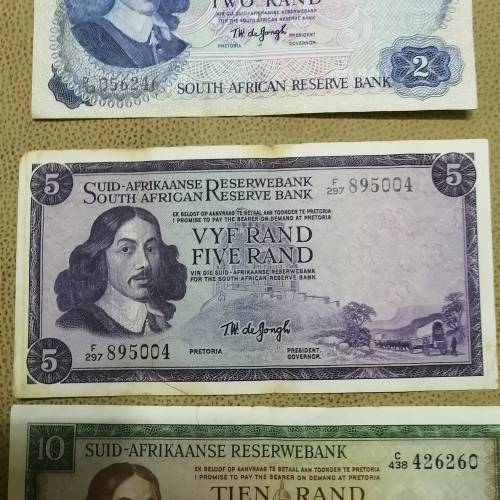 TWO RAND
VIR DIE SUID-AFRIKAANSE RESERWEBANK
FOR THE SOUTH AFRICAN RESERVE BANK
T.W. de Jongh
PRETORIA
PRESIDENT
GOVERNOR.
056246
SOUTH AFRICAN RESERVE BANK
2
5
SUID-AFRIKAANSE RESERWEBANK
SOUTH AFRICAN RESERVE BANK
F/297 895004
5
EK BELOOF OP AANVRAAG TE BETAAL AAN TOONDER TE PRETORIA
I PROMISE TO PAY THE BEARER ON DEMAND AT PRETORIA
VYF RAND
FIVE RAND
VIR DIE SUID-AFRIKAANSE RESERWEBANK
FOR THE SOUTH AFRICAN RESERVE BANK
T.W. de Jongh
5
F/297 895004
PRETORIA
PRESIDENT.
GOVERNOR.
10
SUID-AFRIKAANSE RESERWEBANK
C/438 426260
EK BELOOF OP AANVRAAG TE BETAAL AAN TOONDER TE PRETORIA
I PROMISE TO PAY THE BEARER ON DEMAND AT PRETORIA
TIEN RAND